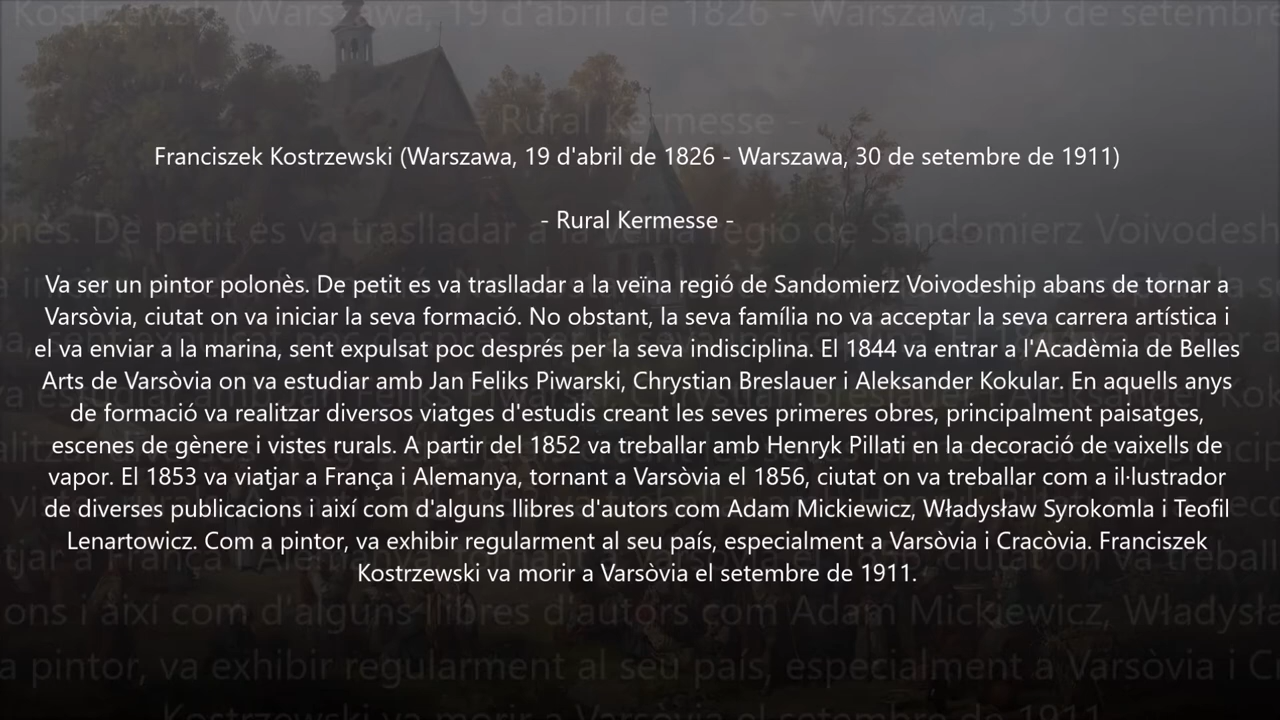 Franciszek Kostrzewski (Warszawa, 19 d'abril de 1826 - Warszawa, 30 de setembre de 1911)
- Rural Kermesse -
Va ser un pintor polonès. De petit es va traslladar a la veïna regió de Sandomierz Voivodeship abans de tornar a
Varsòvia, ciutat on va iniciar la seva formació. No obstant, la seva família no va acceptar la seva carrera artística i
el va enviar a la marina, sent expulsat poc després per la seva indisciplina. El 1844 va entrar a l'Acadèmia de Belles
Arts de Varsòvia on va estudiar amb Jan Feliks Piwarski, Chrystian Breslauer i Aleksander Kokular. En aquells anys
de formació va realitzar diversos viatges d'estudis creant les seves primeres obres, principalment paisatges,
escenes de gènere i vistes rurals. A partir del 1852 va treballar amb Henryk Pillati en la decoració de vaixells de
vapor. El 1853 va viatjar a França i Alemanya, tornant a Varsòvia el 1856, ciutat on va treballar com a il·lustrador
de diverses publicacions i així com d'alguns llibres d'autors com Adam Mickiewicz, Władysław Syrokomla i Teofil
Lenartowicz. Com a pintor, va exhibir regularment al seu país, especialment a Varsòvia i Cracòvia. Franciszek
Kostrzewski va morir a Varsòvia el setembre de 1911.